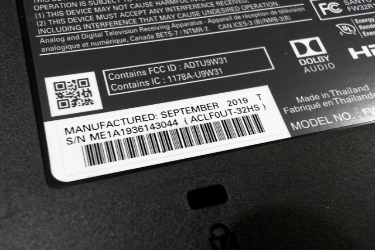 OPERATION IS SUBJECT
(1) THIS DEVICE MAY NOT CAUSE HARMFUL
(2) THIS DEVICE MUST ACCEPT ANY INTERFERENCE RECEIVED,
INCLUDING INTERFERENCE THAT MAY CAUSE UNDESIRED OPERATION.
Analog and Digital Television Receiving Apparatus - Appareil de réception de télévision
analogique et numérique, Canada BETS-7 / NTMR-7. CAN ICES-3 (B)/NMB-3(B)
Contains FCC ID : ADTU9W31
Contains IC : 1178A-U9W31
DOLBY
AUDIO
MANUFACTURED: SEPTEMBER 2019 T
S/N ME1A1936143044 ( ACLF0UT-32HS )
Made in Thailand
Fabriqué en Thaïlande
MODEL NO.: